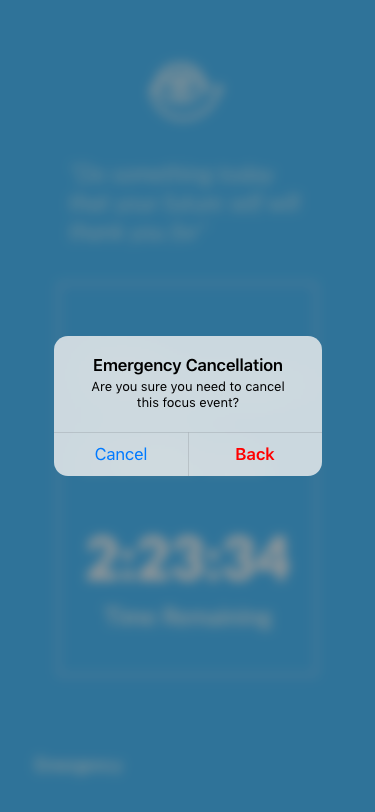 "Do something today
that your future self will
thank you for"
Emergency Cancellation
Are you sure you need to cancel
this focus event?
Cancel
Back
2:23:34
Time Remaining
Emergency